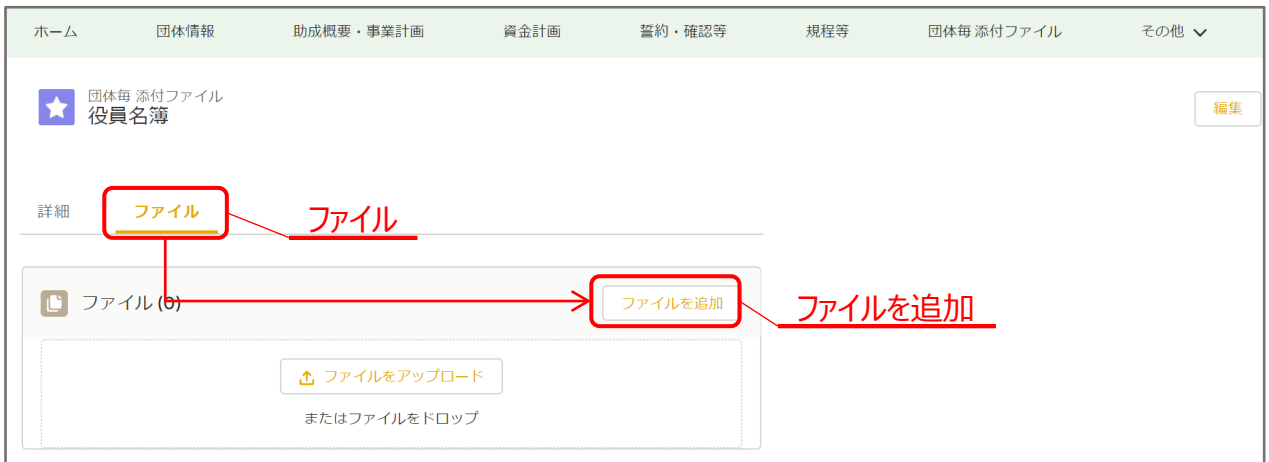 ホーム 団体情報 助成概要・事業計画 資金計画 誓約・確認等 規程等 団体毎 添付ファイル その他
団体毎 添付ファイル
役員名簿
編集
詳細 ファイル ファイル
ファイル (0) ファイルを追加 ファイルを追加
ファイルをアップロード
またはファイルをドロップ